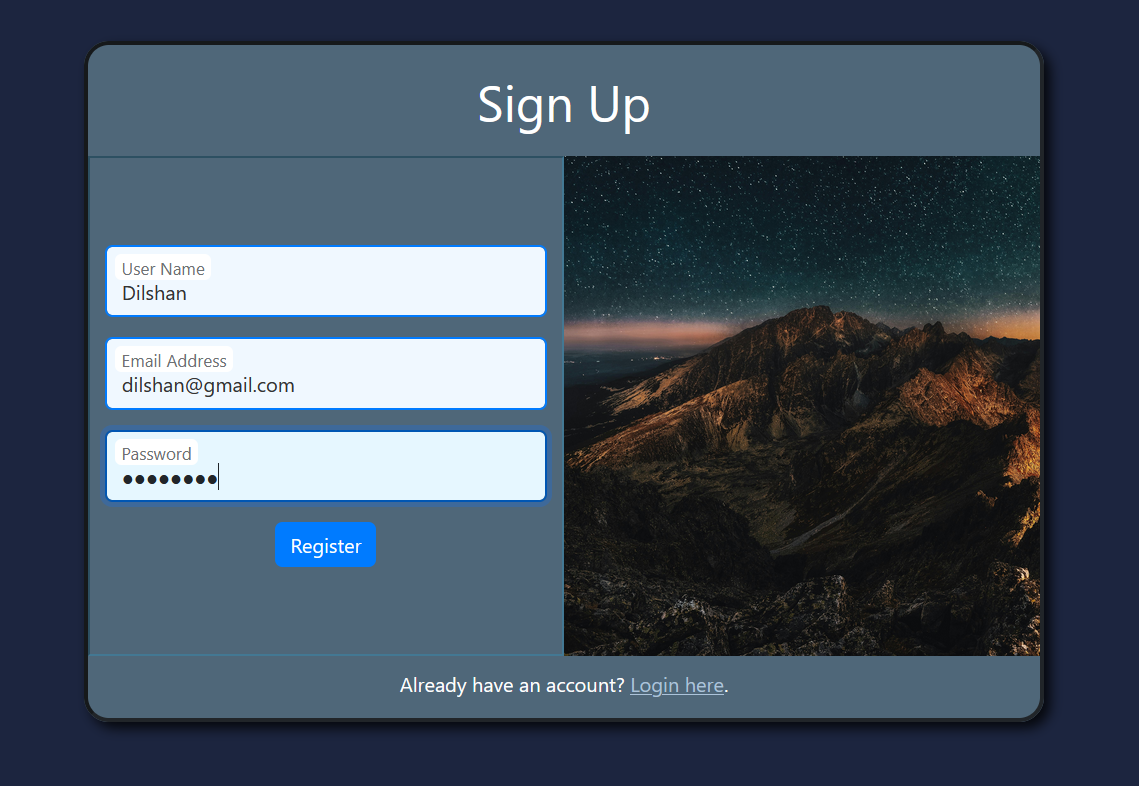 Sign Up
User Name
Dilshan
Email Address
dilshan@gmail.com
Password
●●●●●●●●
Register
Already have an account? Login here.